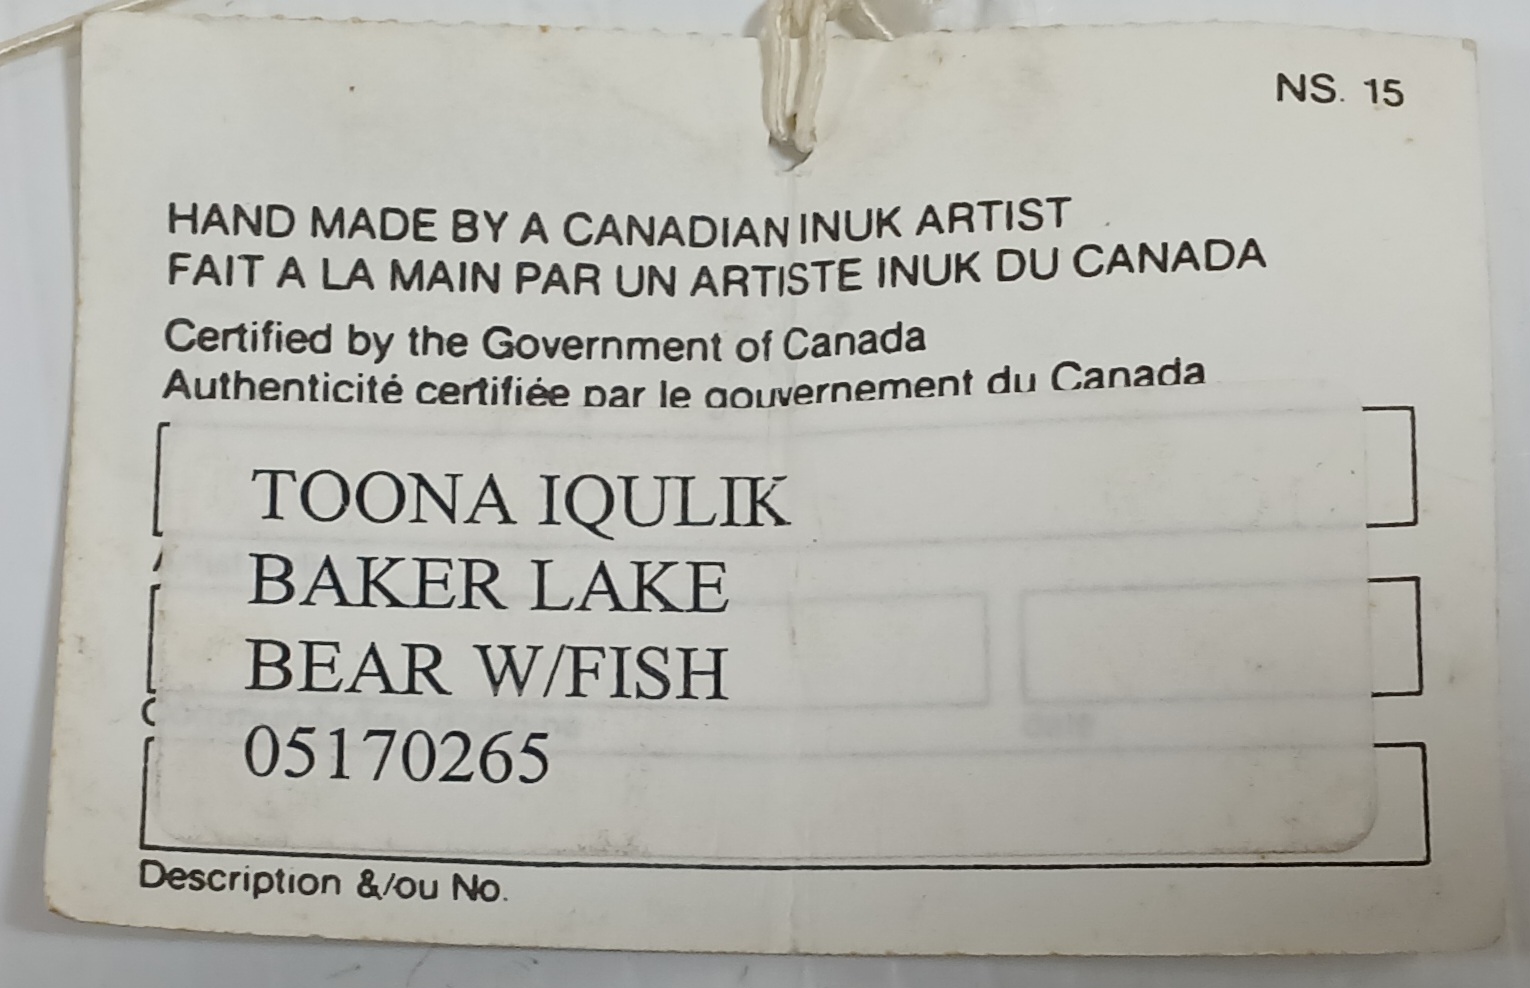 NS. 15
HAND MADE BY A CANADIAN INUK ARTIST
FAIT A LA MAIN PAR UN ARTISTE INUK DU CANADA
Certified by the Government of Canada
Authenticité certifiée par le gouvernement du Canada
TOONA IQULIK
BAKER LAKE
BEAR W/FISH
05170265
Description &/ou No.